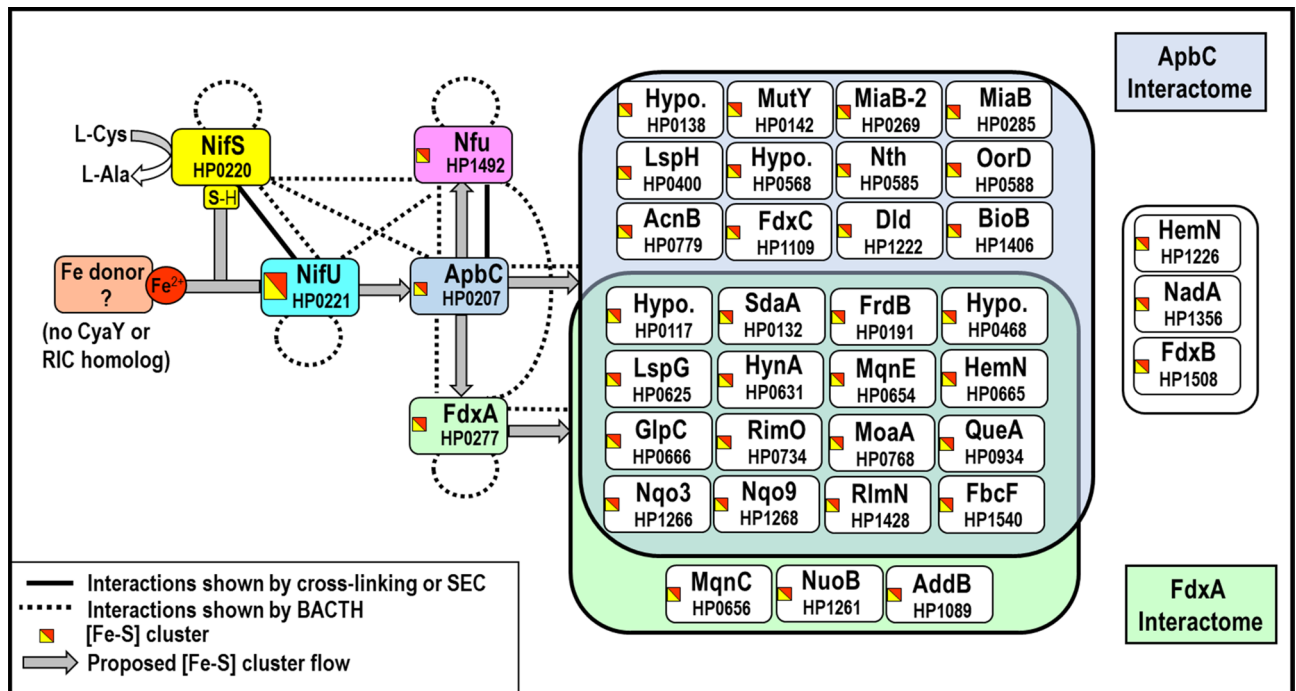 L-Cys
L-Ala
NifS
HP0220
S-H
Fe donor
?
Fe2+
(no CyaY or
RIC homolog)
NifU
HP0221
Nfu
HP1492
ApbC
HP0207
FdxA
HP0277
Hypo.
HP0138
MutY
HP0142
MiaB-2
HP0269
MiaB
HP0285
LspH
HP0400
Hypo.
HP0568
Nth
HP0585
OorD
HP0588
AcnB
HP0779
FdxC
HP1109
Dld
HP1222
BioB
HP1406
Hypo.
HP0117
SdaA
HP0132
FrdB
HP0191
Hypo.
HP0468
LspG
HP0625
HynA
HP0631
MqnE
HP0654
HemN
HP0665
GlpC
HP0666
RimO
HP0734
MoaA
HP0768
QueA
HP0934
Nqo3
HP1266
Nqo9
HP1268
RlmN
HP1428
FbcF
HP1540
MqnC
HP0656
NuoB
HP1261
AddB
HP1089
ApbC
Interactome
HemN
HP1226
NadA
HP1356
FdxB
HP1508
FdxA
Interactome
Interactions shown by cross-linking or SEC
Interactions shown by BACTH
[Fe-S] cluster
Proposed [Fe-S] cluster flow